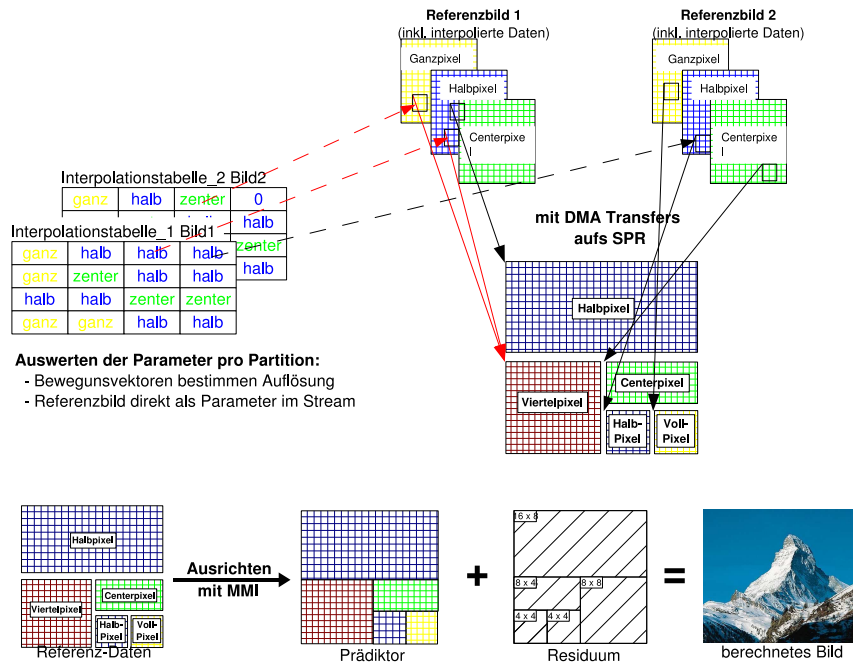 Referenzbild 1
(inkl. interpolierte Daten)
Referenzbild 2
(inkl. interpolierte Daten)
Ganzpixel
Halbpixel
Centerpixel
Ganzpixel
Halbpixel
Centerpixe
l
Interpolationstabelle_2 Bild2
ganz halb zenter 0
halb
zenter
halb
Interpolationstabelle_1 Bild1
ganz halb halb halb
ganz zenter halb halb
halb halb zenter zenter
ganz ganz halb halb
mit DMA Transfers
aufs SPR
Halbpixel
Viertelpixel
Centerpixel
Halb-
Pixel
Voll-
Pixel
Auswerten der Parameter pro Partition:
- Bewegunsvektoren bestimmen Auflösung
- Referenzbild direkt als Parameter im Stream
Halbpixel
Viertelpixel
Centerpixel
Halb-
Pixel
Voll-
Pixel
Referenz-Daten
Ausrichten
mit MMI
Prädiktor
+
16 x 8
8 x 4
8 x 8
4 x 4
4 x 4
Residuum
=
berechnetes Bild